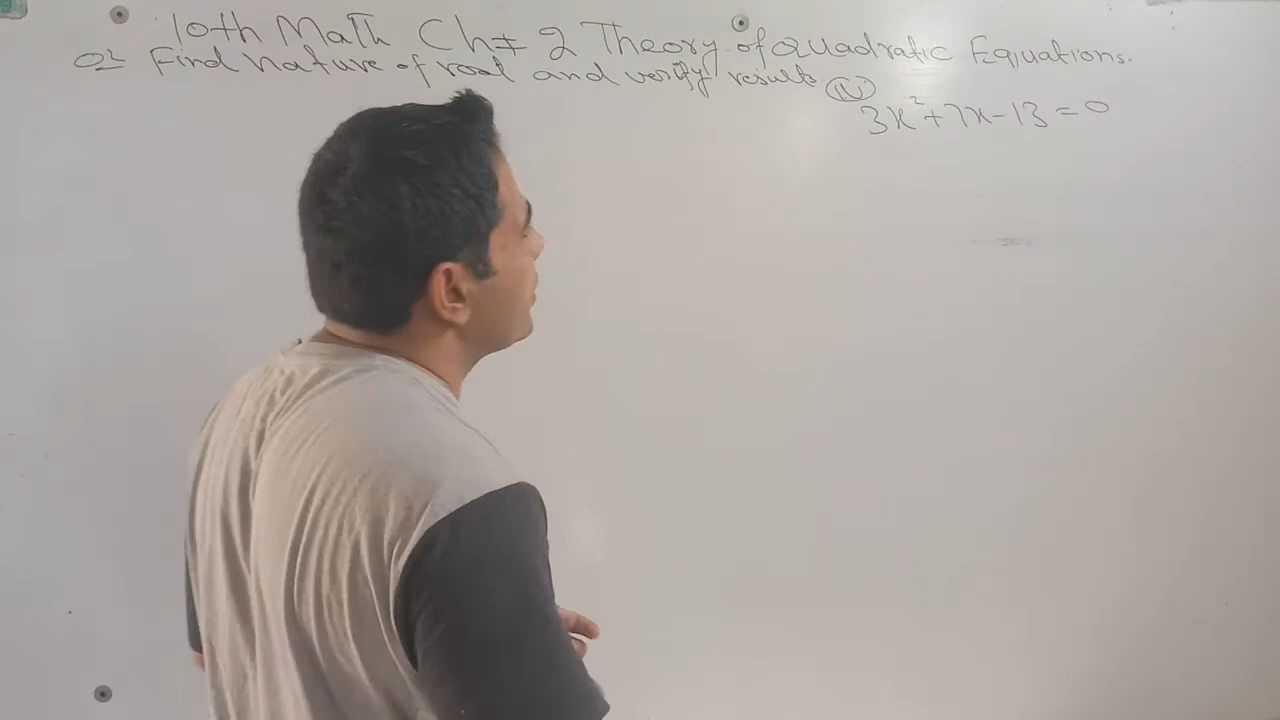 10th Math Ch# 2 Theory of Quadratic Equations.
Q2 Find nature of root and verify results (iv)
3x²+7x-13=0